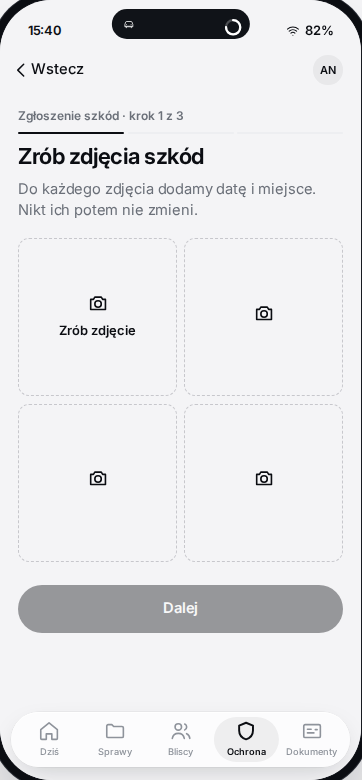 15:40
82%
Wstecz
AN
Zgłoszenie szkód · krok 1 z 3
Zrób zdjęcia szkód
Do każdego zdjęcia dodamy datę i miejsce.
Nikt ich potem nie zmieni.
Zrób zdjęcie
Dalej
Dziś
Sprawy
Bliscy
Ochrona
Dokumenty